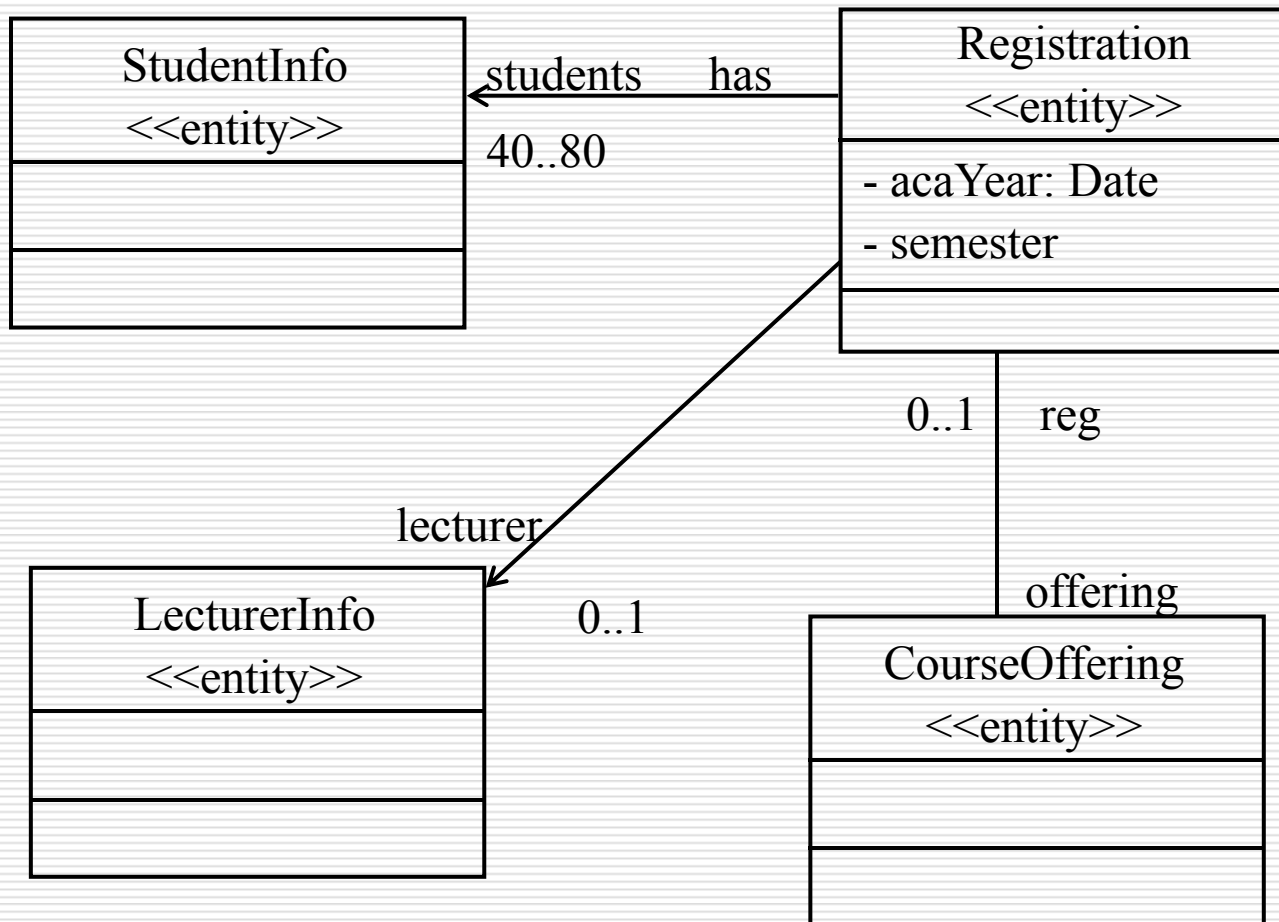 StudentInfo
<<entity>>
students has
40..80
Registration
<<entity>>
- acaYear: Date
- semester
0..1 reg
lecturer
0..1
offering
LecturerInfo
<<entity>>
CourseOffering
<<entity>>